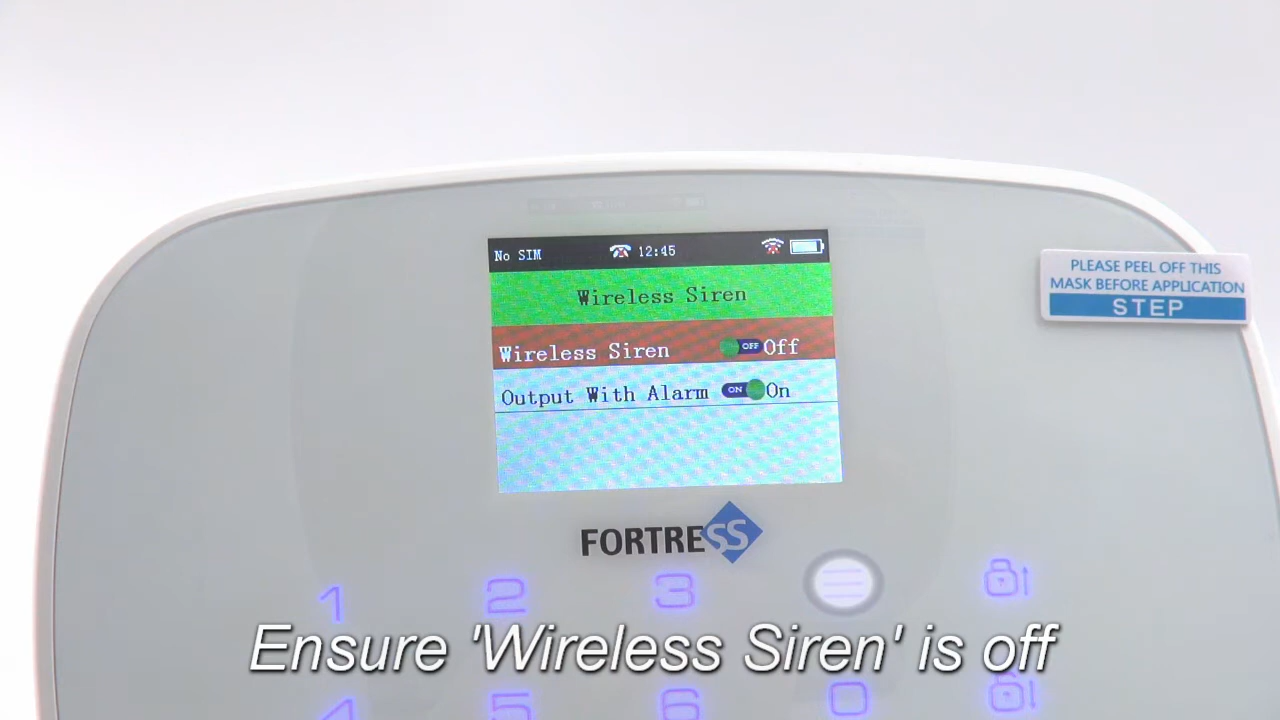 No SIM 12:45
Wireless Siren
Wireless Siren OFF Off
Output With Alarm ON On
PLEASE PEEL OFF THIS
MASK BEFORE APPLICATION
STEP
FORTRESS
1 2 3
Ensure 'Wireless Siren' is off
4 5 6 0